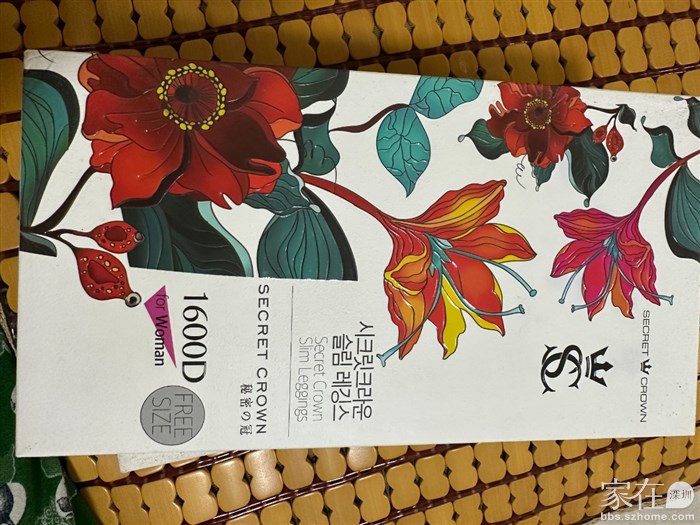 SECRET CROWN
SC
시크릿크라운
슬림 레깅스
Secret Crown
Slim Leggings
SECRET CROWN
秘密の冠
1600D
for Woman
FREE
SIZE
家在深圳
bbs.szhome.com